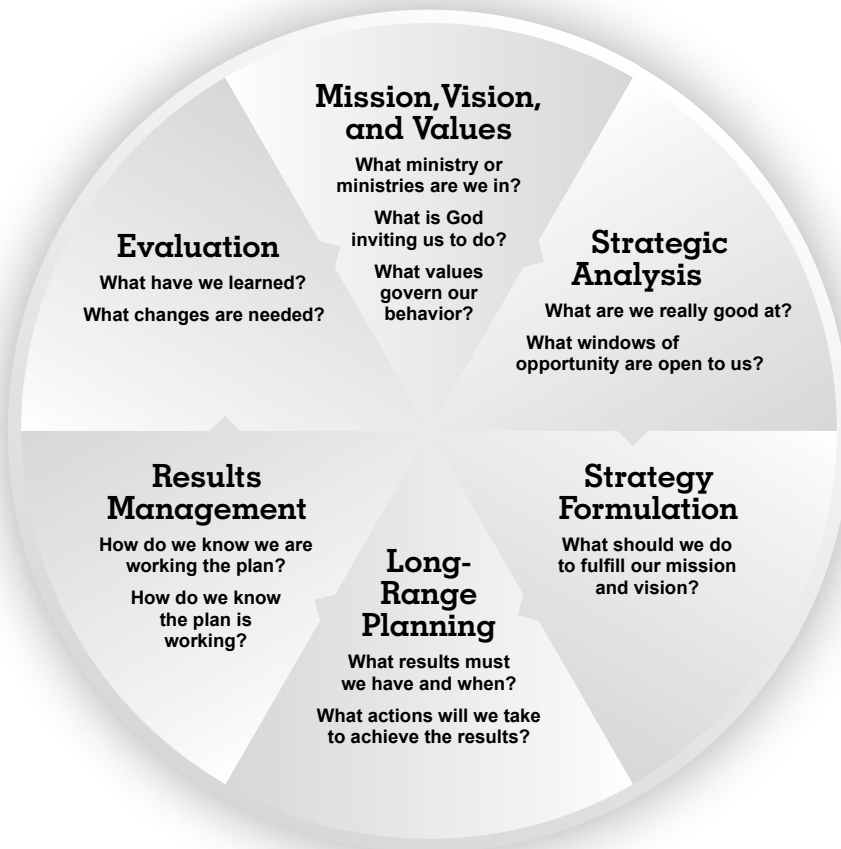 Mission, Vision,
and Values
What ministry or
ministries are we in?
What is God
inviting us to do?
What values
govern our
behavior?
Strategic
Analysis
What are we really good at?
What windows of
opportunity are open to us?
Strategy
Formulation
What should we do
to fulfill our mission
and vision?
Long-
Range
Planning
What results must
we have and when?
What actions will we take
to achieve the results?
Results
Management
How do we know we are
working the plan?
How do we know
the plan is
working?
Evaluation
What have we learned?
What changes are needed?